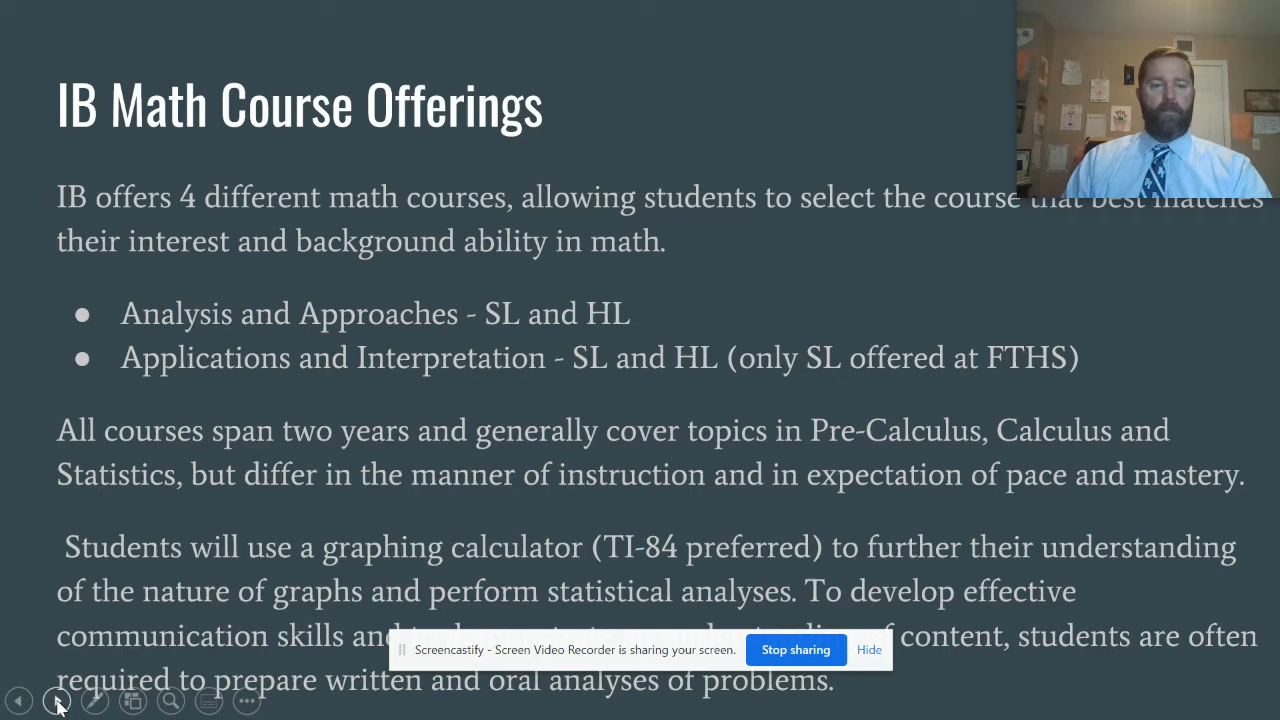 IB Math Course Offerings
IB offers 4 different math courses, allowing students to select the course that best matches
their interest and background ability in math.
● Analysis and Approaches - SL and HL
● Applications and Interpretation - SL and HL (only SL offered at FTHS)
All courses span two years and generally cover topics in Pre-Calculus, Calculus and
Statistics, but differ in the manner of instruction and in expectation of pace and mastery.
Students will use a graphing calculator (TI-84 preferred) to further their understanding
of the nature of graphs and perform statistical analyses. To develop effective
communication skills and to of content, students are often
Screencastify - Screen Video Recorder is sharing your screen. Stop sharing Hide
required to prepare written and oral analyses of problems.